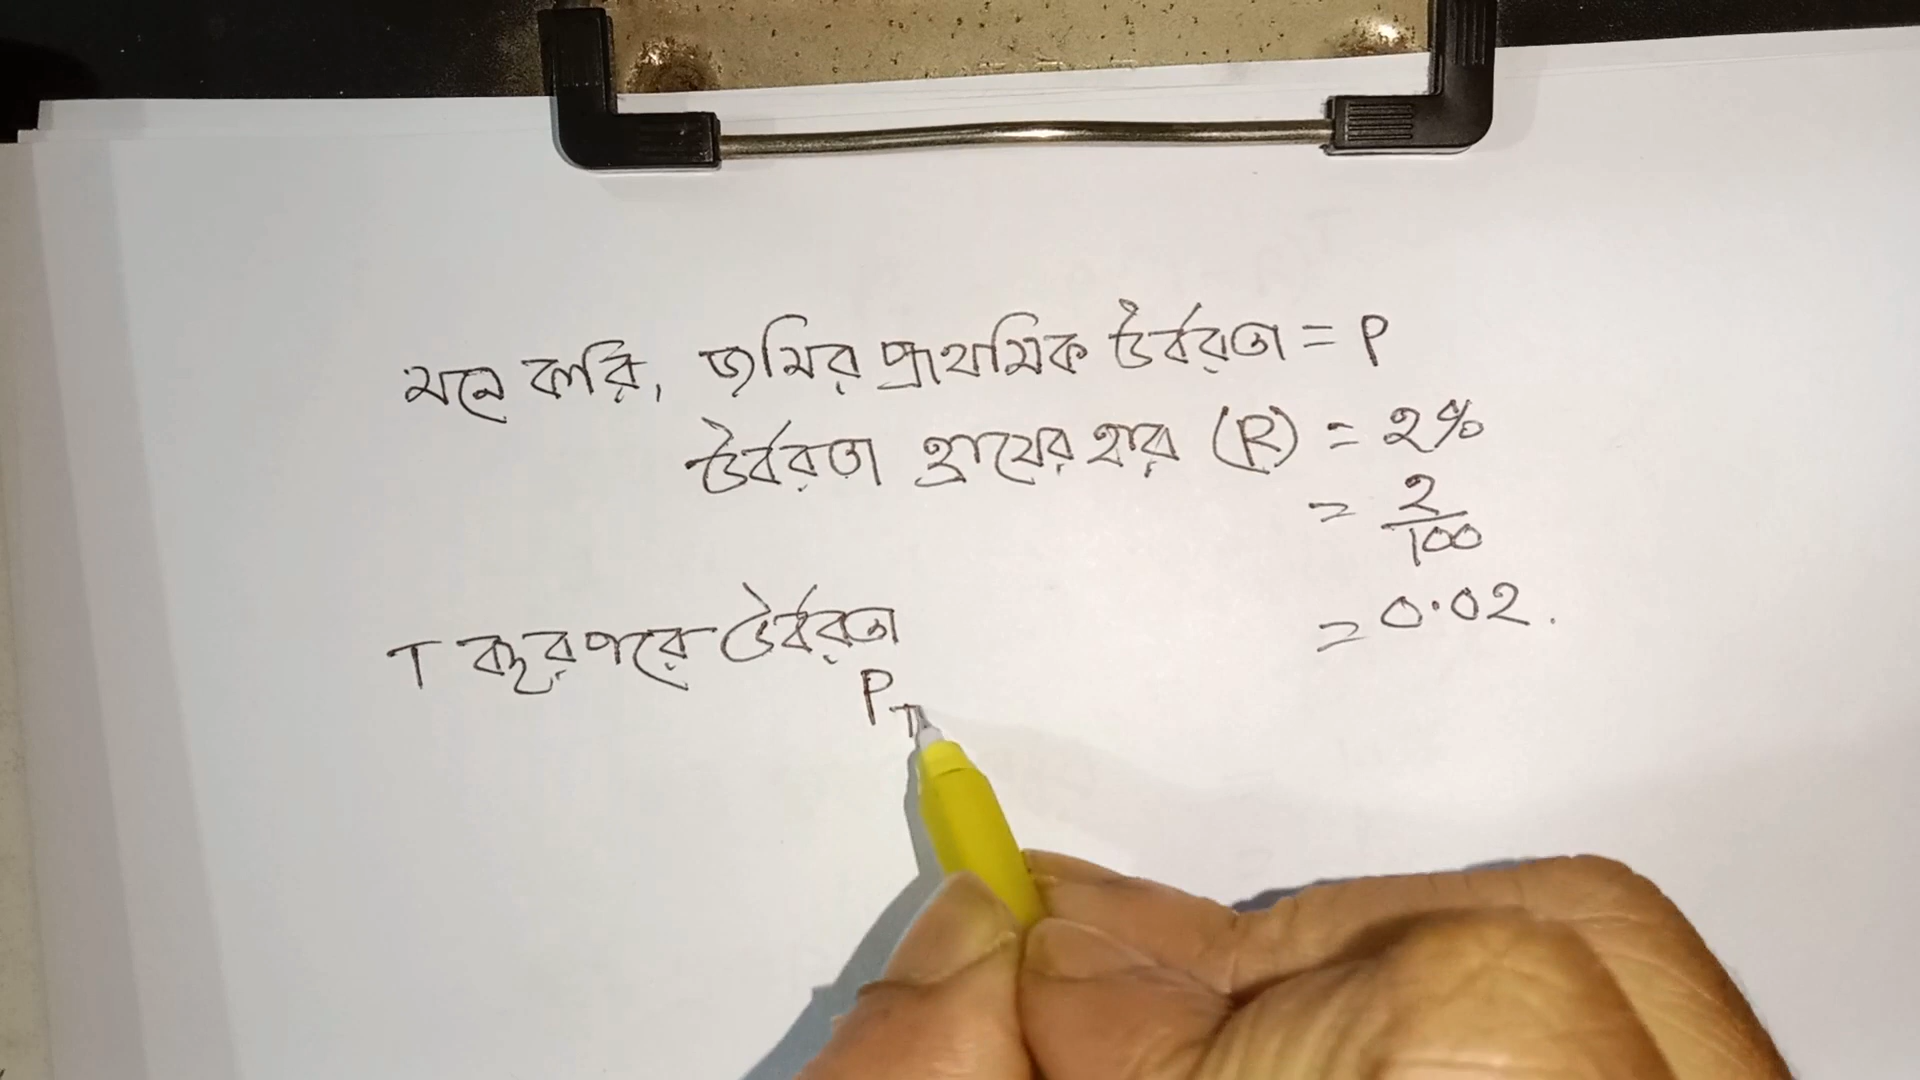 মনে করি, জমির প্রাথমিক উর্বরতা = P
উর্বরতা হ্রাসের হার (R) = 2%
= 2/100
= 0.02.
T বছর পরে উর্বরতা
P_T